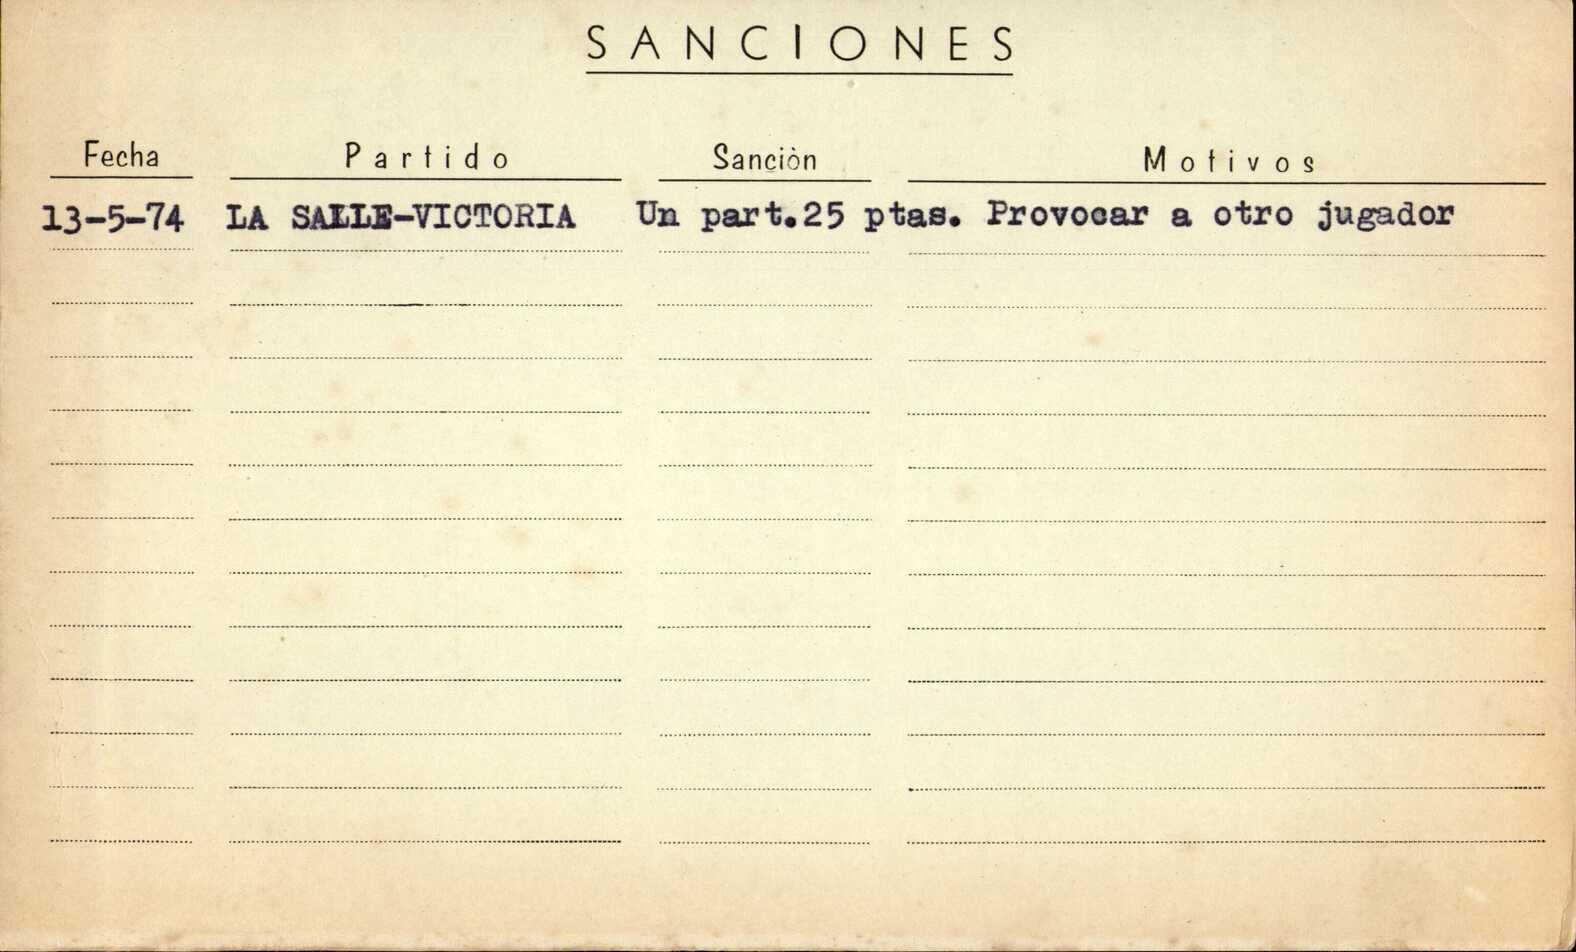 SANCIONES
Fecha Partido Sanciòn Motivos
13-5-74 LA SALLE-VICTORIA Un part.25 ptas. Provocar a otro jugador